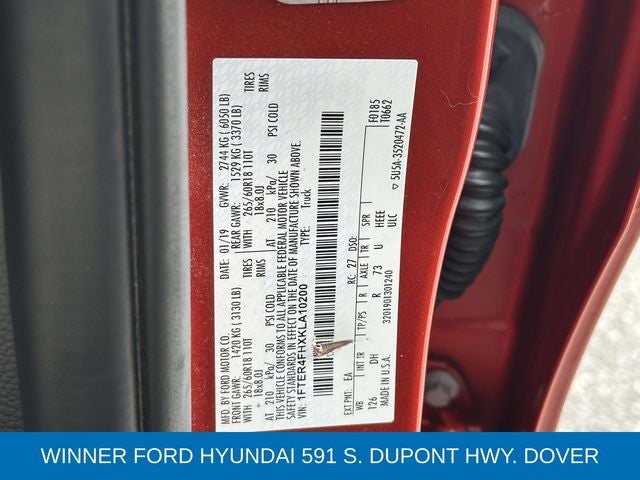 MFD. BY FORD MOTOR CO.
DATE: 01/19 GVWR: 2744 KG ( 6050 LB)
FRONT GAWR: 1420 KG ( 3130 LB) REAR GAWR: 1529 KG ( 3370 LB)
WITH 265/60R18 110T TIRES WITH 265/60R18 110T TIRES
18x8.0J RIMS 18x8.0J RIMS
AT 210 kPa/ 30 PSI COLD AT 210 kPa/ 30 PSI COLD
THIS VEHICLE CONFORMS TO ALL APPLICABLE FEDERAL MOTOR VEHICLE
SAFETY STANDARDS IN EFFECT ON THE DATE OF MANUFACTURE SHOWN ABOVE.
VIN: 1FTER4FHXKLA10200 TYPE: Truck
F0185
T0662
EXT PNT: EA RC: 27 DSO:
WB INT TR TP/PS R AXLE TR SPR
126 DH R 73 U HEEE
ULC
MADE IN U.S.A. 3201901301240 5U5A-3520472-AA
WINNER FORD HYUNDAI 591 S. DUPONT HWY. DOVER